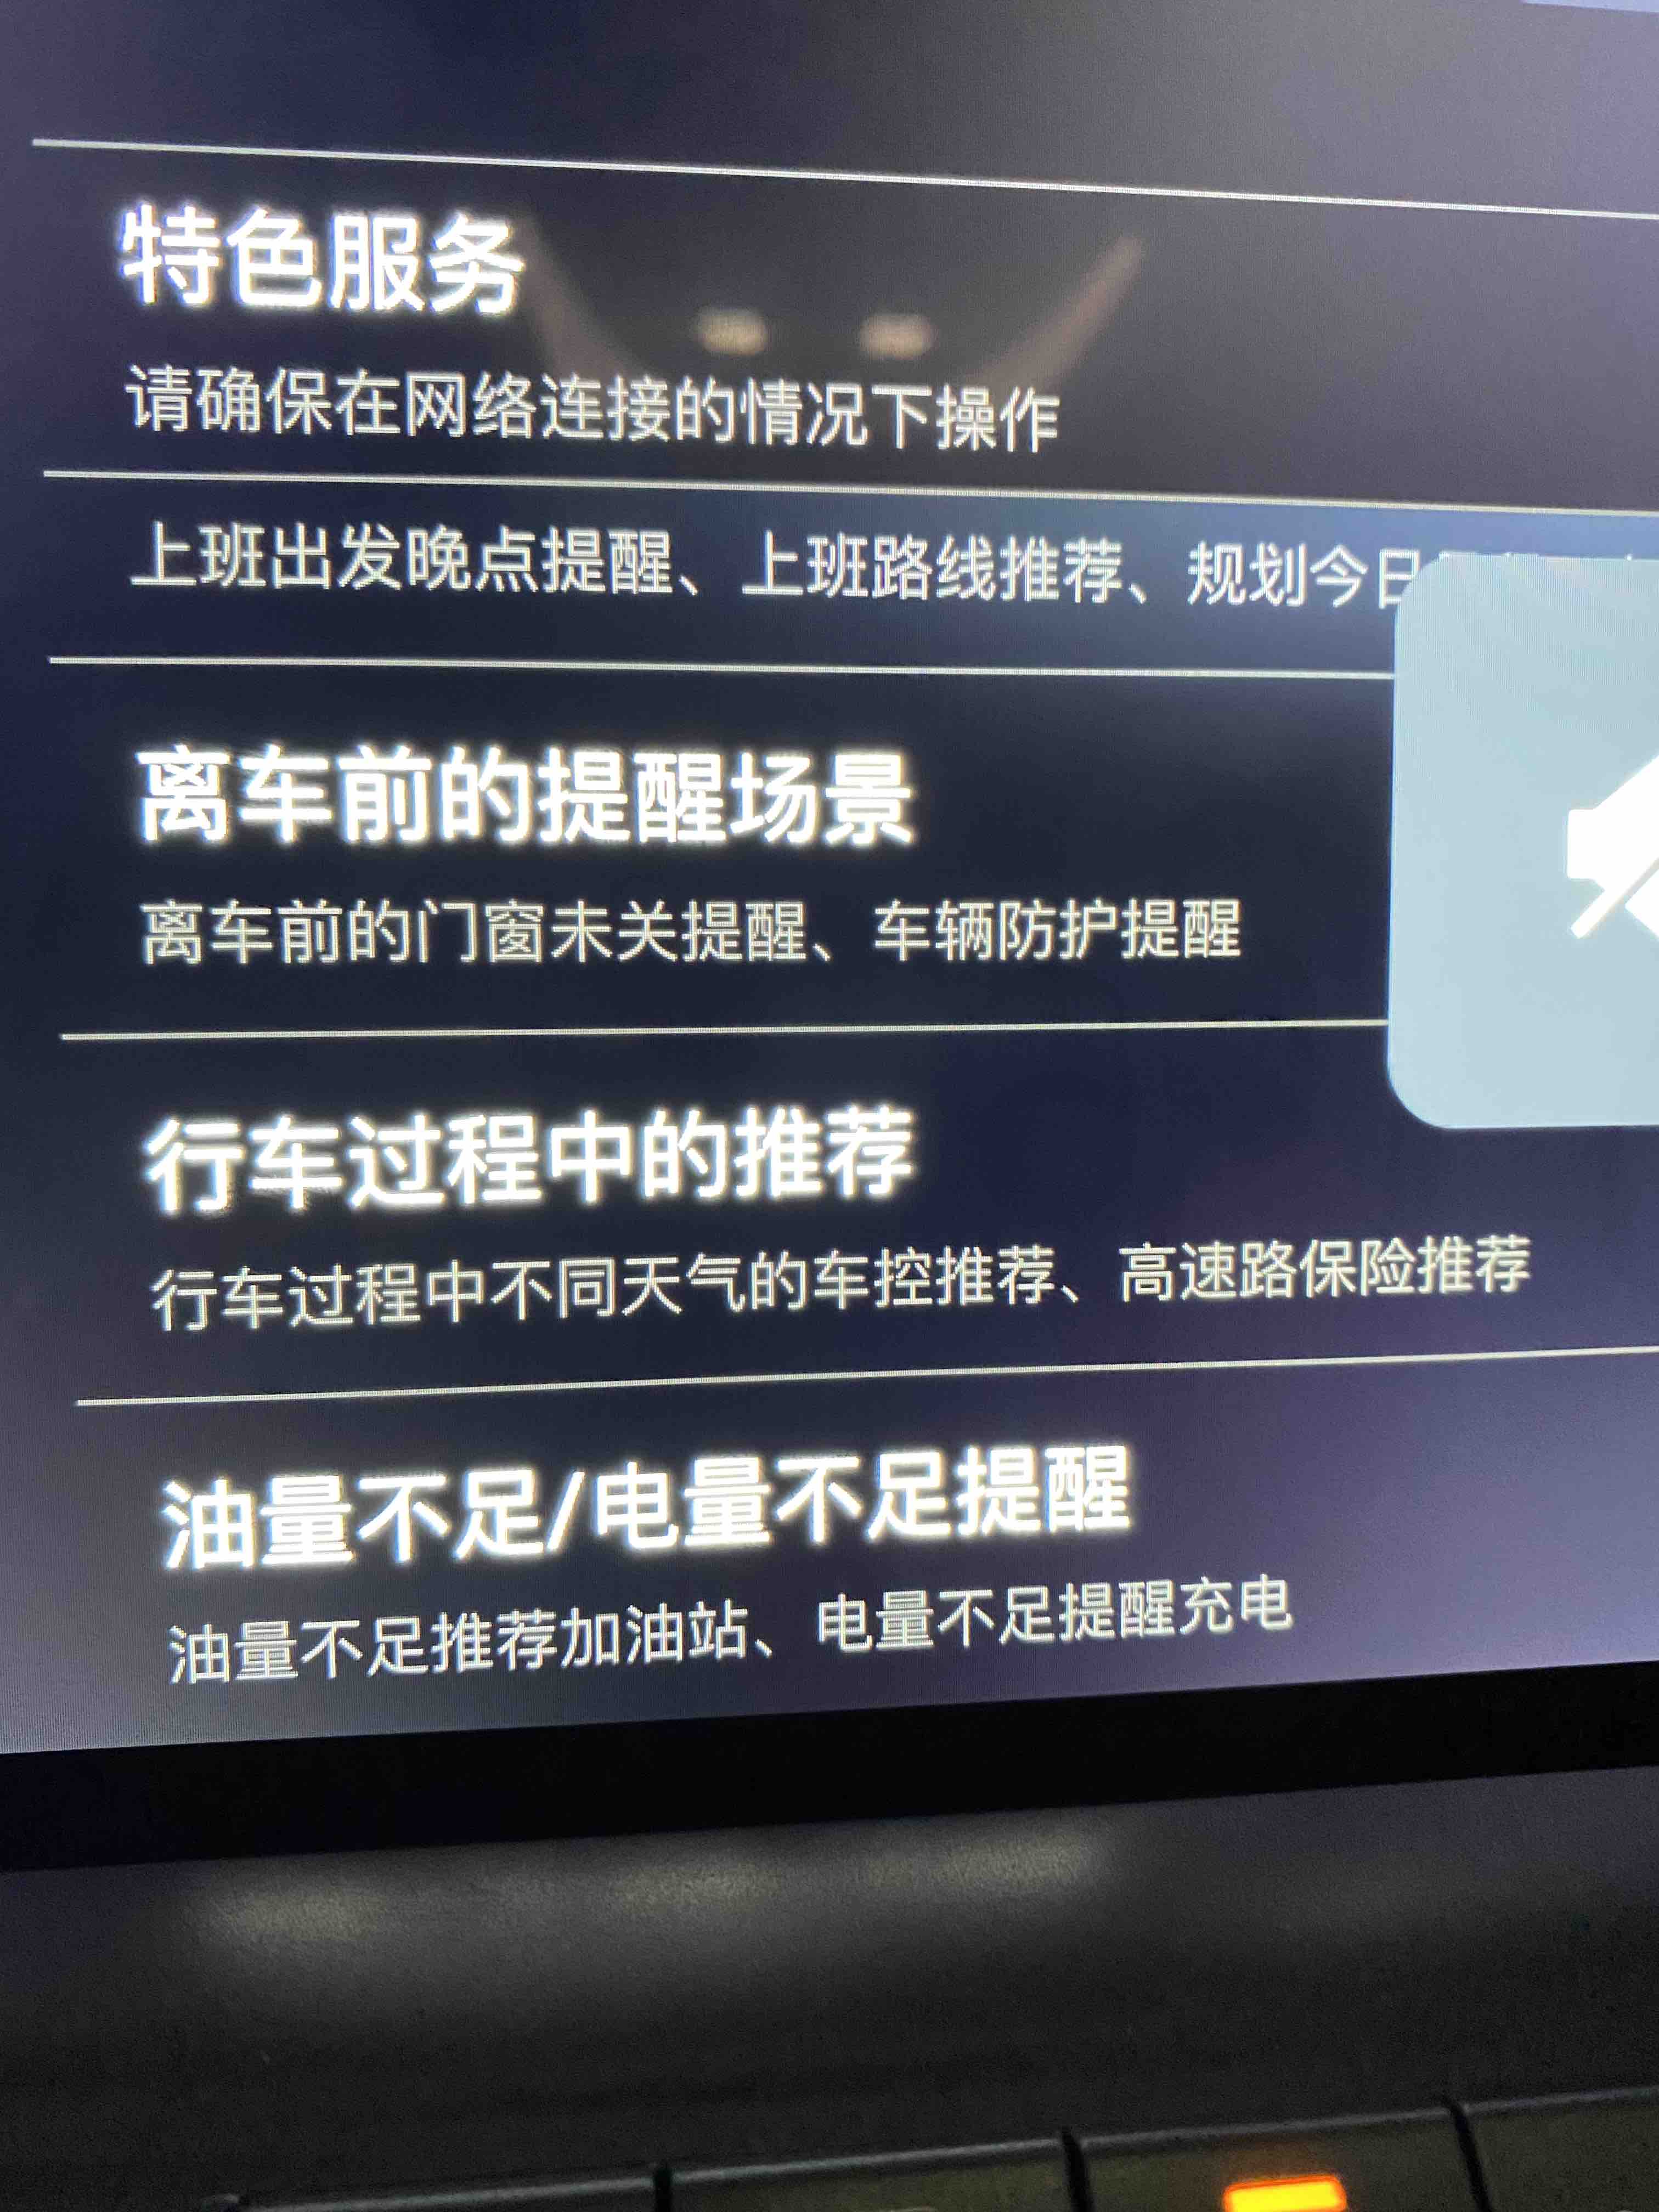 特色服务
请确保在网络连接的情况下操作
上班出发晚点提醒、上班路线推荐、规划今日
离车前的提醒场景
离车前的门窗未关提醒、车辆防护提醒
行车过程中的推荐
行车过程中不同天气的车控推荐、高速路保险推荐
油量不足/电量不足提醒
油量不足推荐加油站、电量不足提醒充电